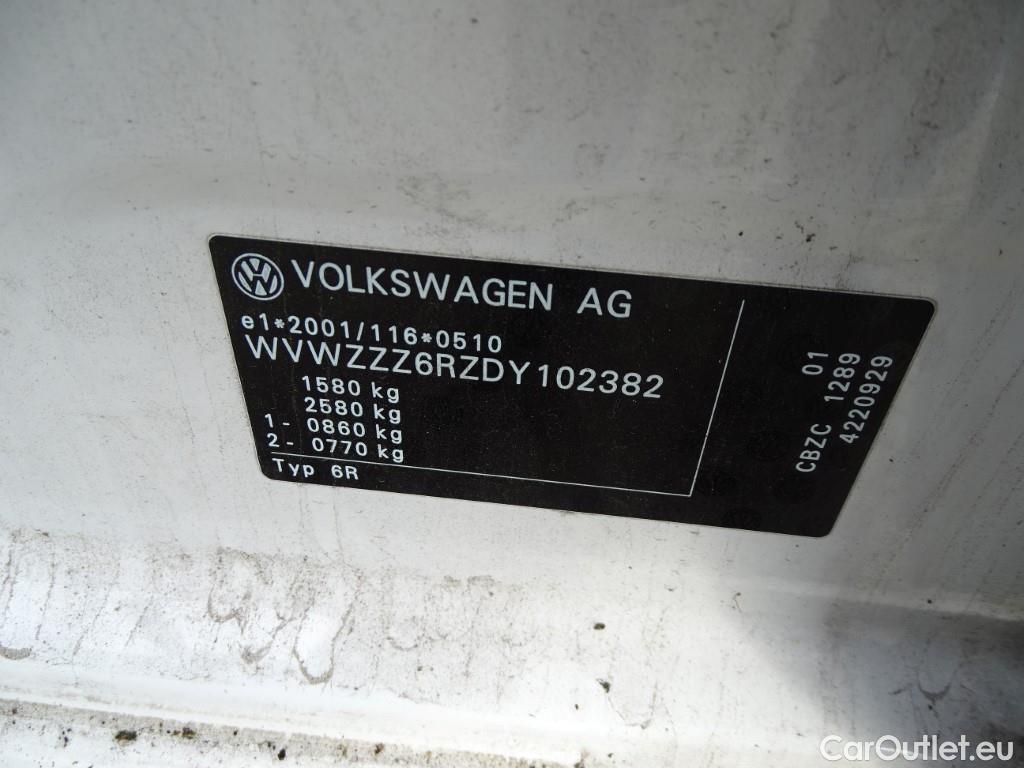 VOLKSWAGEN AG
e1*2001/116*0510
WVWZZZ6RZDY102382
1580 kg
2580 kg
1- 0860 kg
2- 0770 kg
Typ 6R
01
CBZC 1289
4220929
CarOutlet.eu